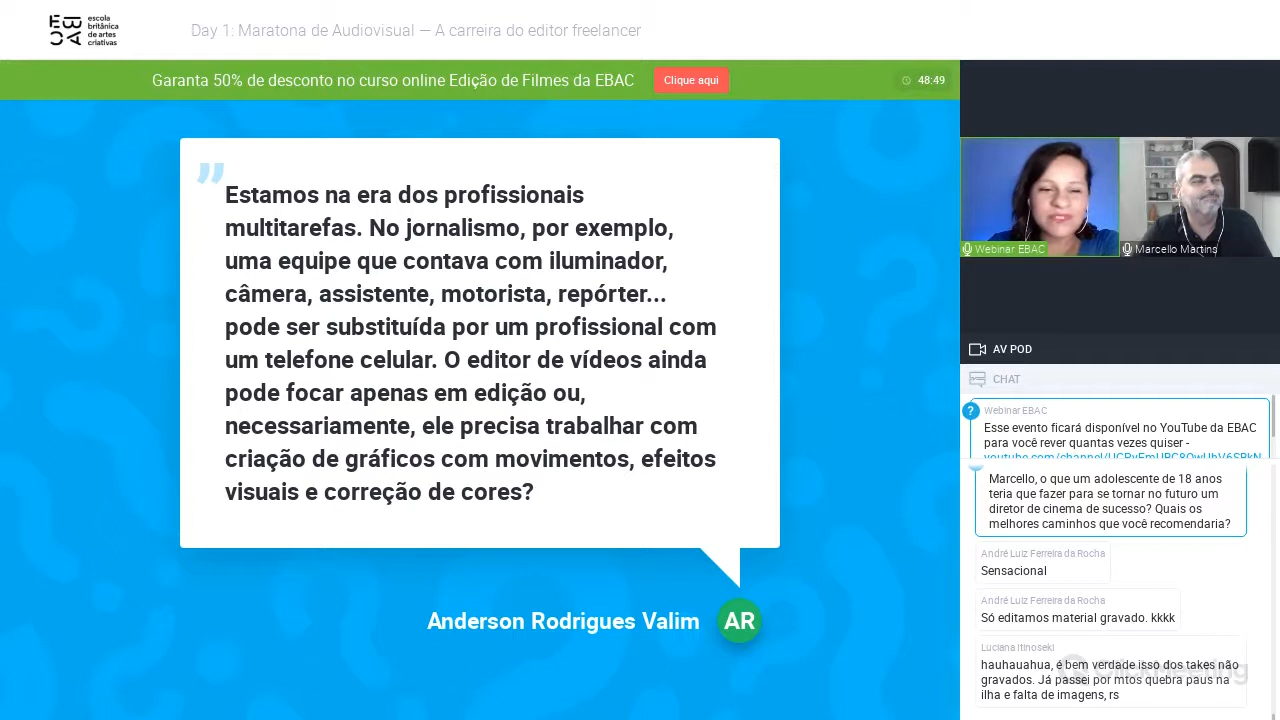 EBAC
escola
britânica
de artes
criativas
Day 1: Maratona de Audiovisual — A carreira do editor freelancer
Garanta 50% de desconto no curso online Edição de Filmes da EBAC
Clique aqui
48:49
Estamos na era dos profissionais
multitarefas. No jornalismo, por exemplo,
uma equipe que contava com iluminador,
câmera, assistente, motorista, repórter...
pode ser substituída por um profissional com
um telefone celular. O editor de vídeos ainda
pode focar apenas em edição ou,
necessariamente, ele precisa trabalhar com
criação de gráficos com movimentos, efeitos
visuais e correção de cores?
Anderson Rodrigues Valim
AR
Webinar EBAC
Marcello Martins
AV POD
CHAT
?
Webinar EBAC
Esse evento ficará disponível no YouTube da EBAC
para você rever quantas vezes quiser -
Marcello, o que um adolescente de 18 anos
teria que fazer para se tornar no futuro um
diretor de cinema de sucesso? Quais os
melhores caminhos que você recomendaria?
André Luiz Ferreira da Rocha
Sensacional
André Luiz Ferreira da Rocha
Só editamos material gravado. kkkk
Luciana Itinoseki
hauhauahua, é bem verdade isso dos takes não
gravados. Já passei por mtos quebra paus na
ilha e falta de imagens, rs
ClickMeeting